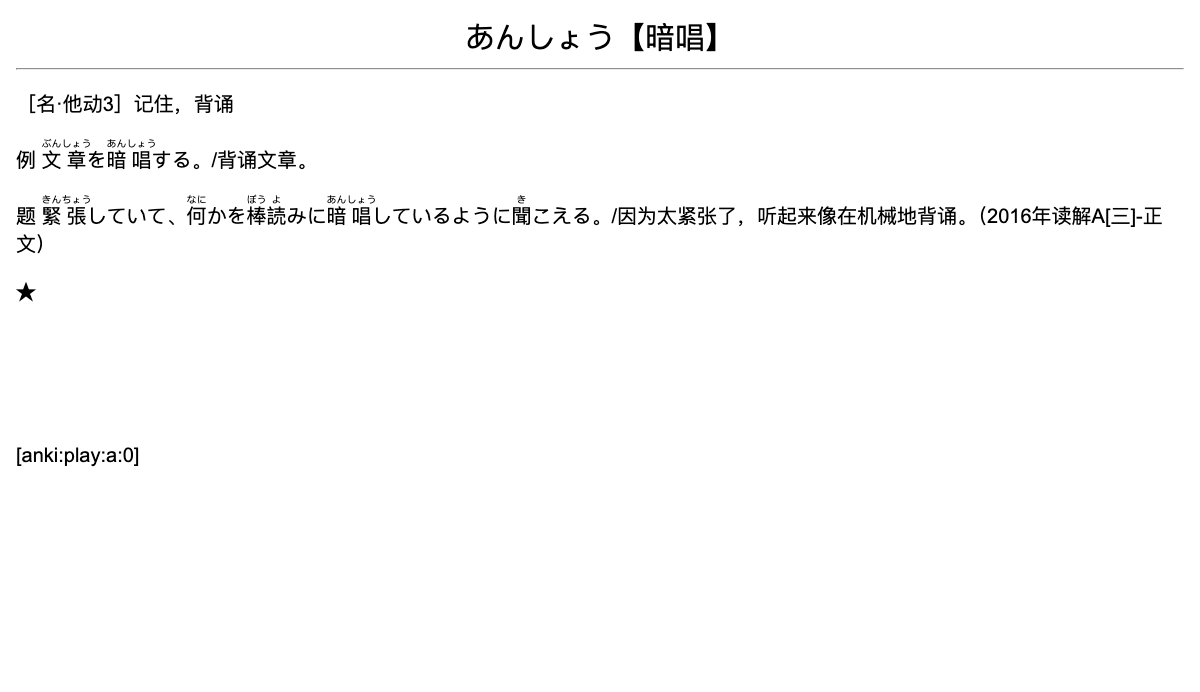 あんしょう【暗唱】
［名·他动3］记住，背诵
ぶんしょう あんしょう
例 文章を暗唱する。/背诵文章。
きんちょう なに ぼう よ あんしょう き
题 緊張していて、何かを棒読みに暗唱しているように聞こえる。/因为太紧张了，听起来像在机械地背诵。（2016年读解A[三]-正
文）
★
[anki:play:a:0]